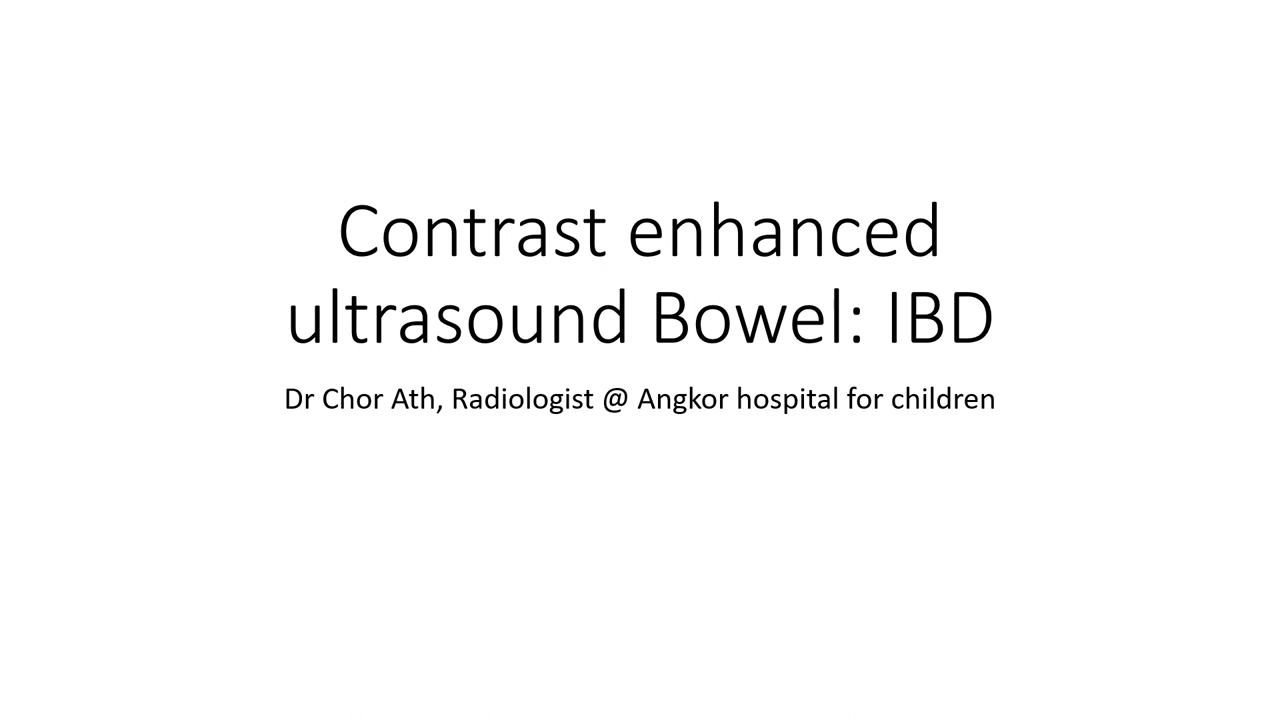 Contrast enhanced
ultrasound Bowel: IBD
Dr Chor Ath, Radiologist @ Angkor hospital for children